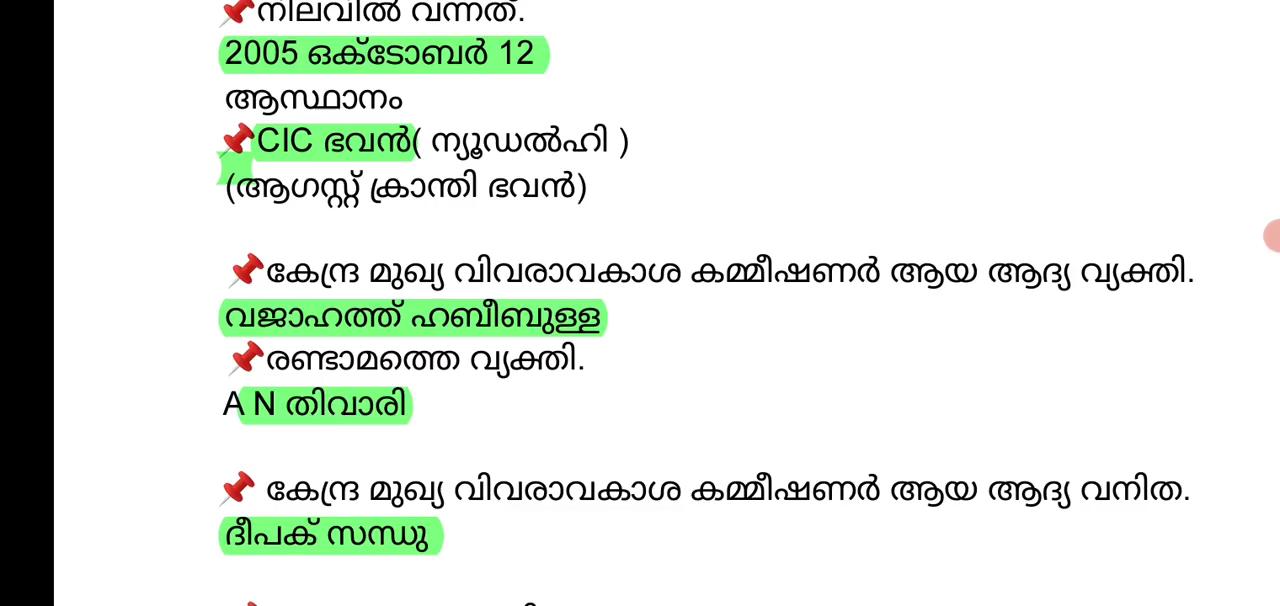 📌നിലവിൽ വന്നത്.
2005 ഒക്ടോബർ 12
ആസ്ഥാനം
📌CIC ഭവൻ( ന്യൂഡൽഹി )
(ആഗസ്റ്റ് ക്രാന്തി ഭവൻ)
📌കേന്ദ്ര മുഖ്യ വിവരാവകാശ കമ്മീഷണർ ആയ ആദ്യ വ്യക്തി.
വജാഹത്ത് ഹബീബുള്ള
📌രണ്ടാമത്തെ വ്യക്തി.
A N തിവാരി
📌 കേന്ദ്ര മുഖ്യ വിവരാവകാശ കമ്മീഷണർ ആയ ആദ്യ വനിത.
ദീപക് സന്ധു